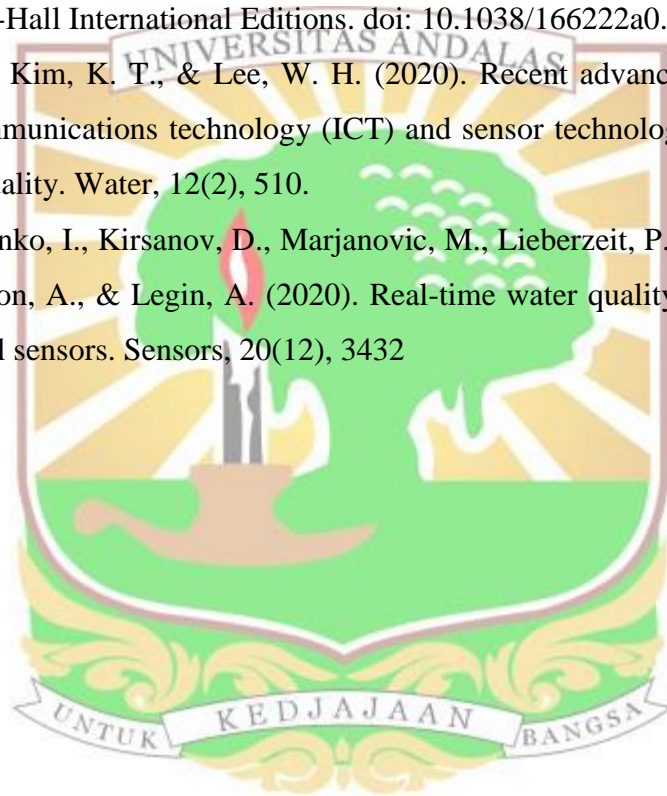 -Hall International Editions. doi: 10.1038/166222a0.
UNIVERSITAS ANDALAS
Kim, K. T., & Lee, W. H. (2020). Recent advanc
mmunications technology (ICT) and sensor technolog
uality. Water, 12(2), 510.
nko, I., Kirsanov, D., Marjanovic, M., Lieberzeit, P.
on, A., & Legin, A. (2020). Real-time water quality
l sensors. Sensors, 20(12), 3432
UNTUK KEDJAJAAN BANGSA